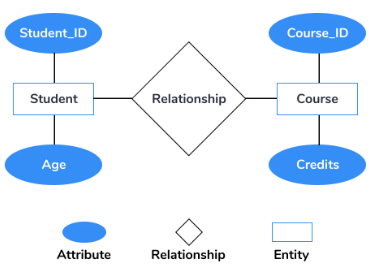 Student_ID
Course_ID
Student
Relationship
Course
Age
Credits
Attribute
Relationship
Entity